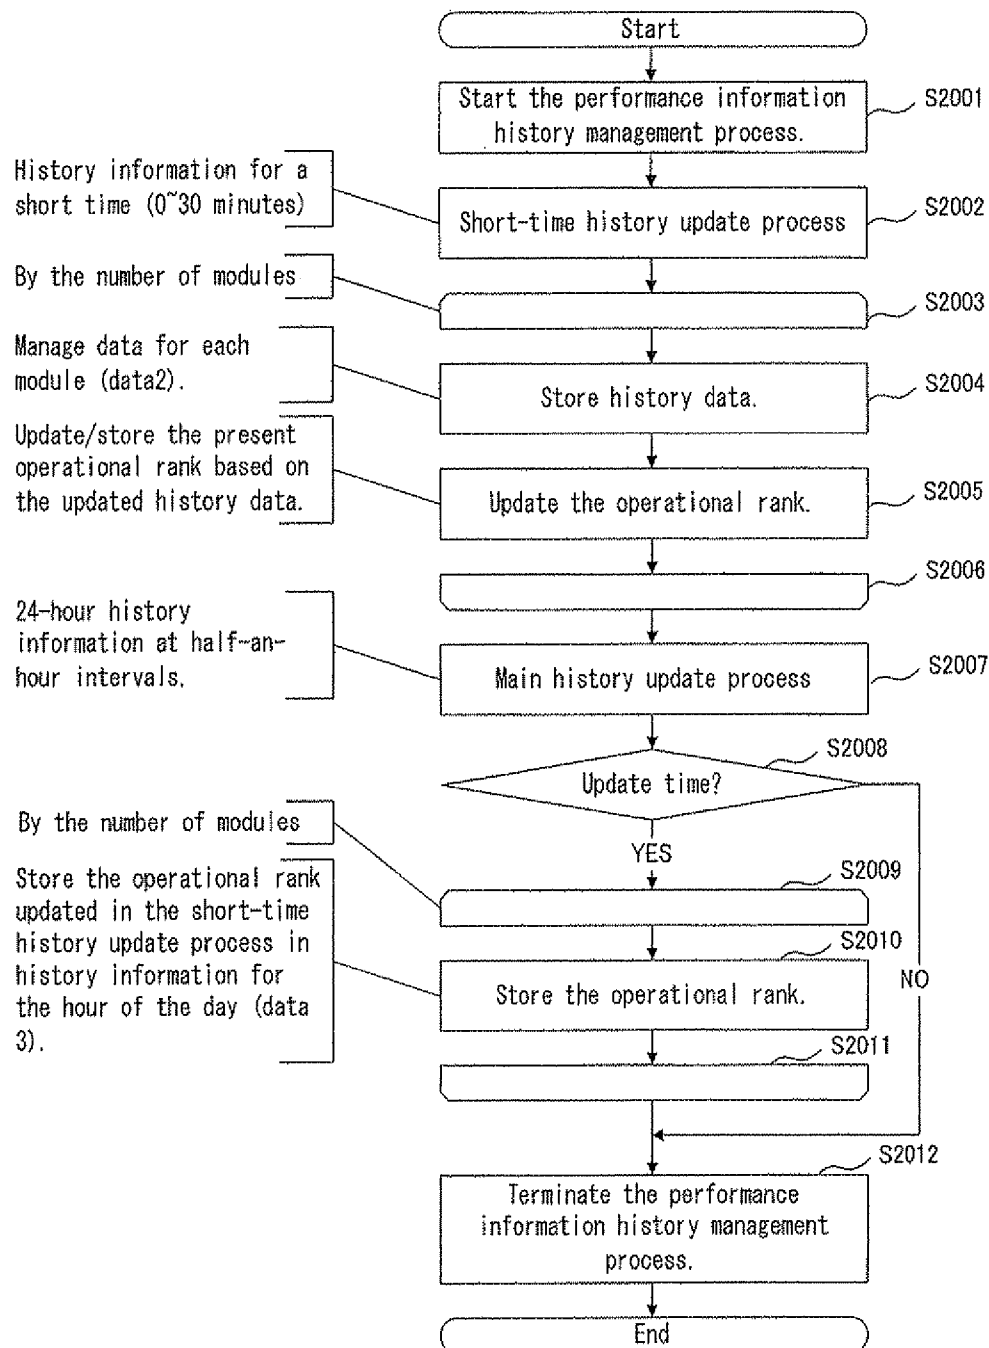 Start
Start the performance information
history management process.
S2001
History information for a
short time (0~30 minutes)
Short-time history update process
S2002
By the number of modules
S2003
Manage data for each
module (data2).
Store history data.
S2004
Update/store the present
operational rank based on
the updated history data.
Update the operational rank.
S2005
S2006
24-hour history
information at half-an-
hour intervals.
Main history update process
S2007
S2008
Update time?
By the number of modules
YES
S2009
Store the operational rank
updated in the short-time
history update process in
history information for
the hour of the day (data
3).
S2010
Store the operational rank.
NO
S2011
S2012
Terminate the performance
information history management
process.
End